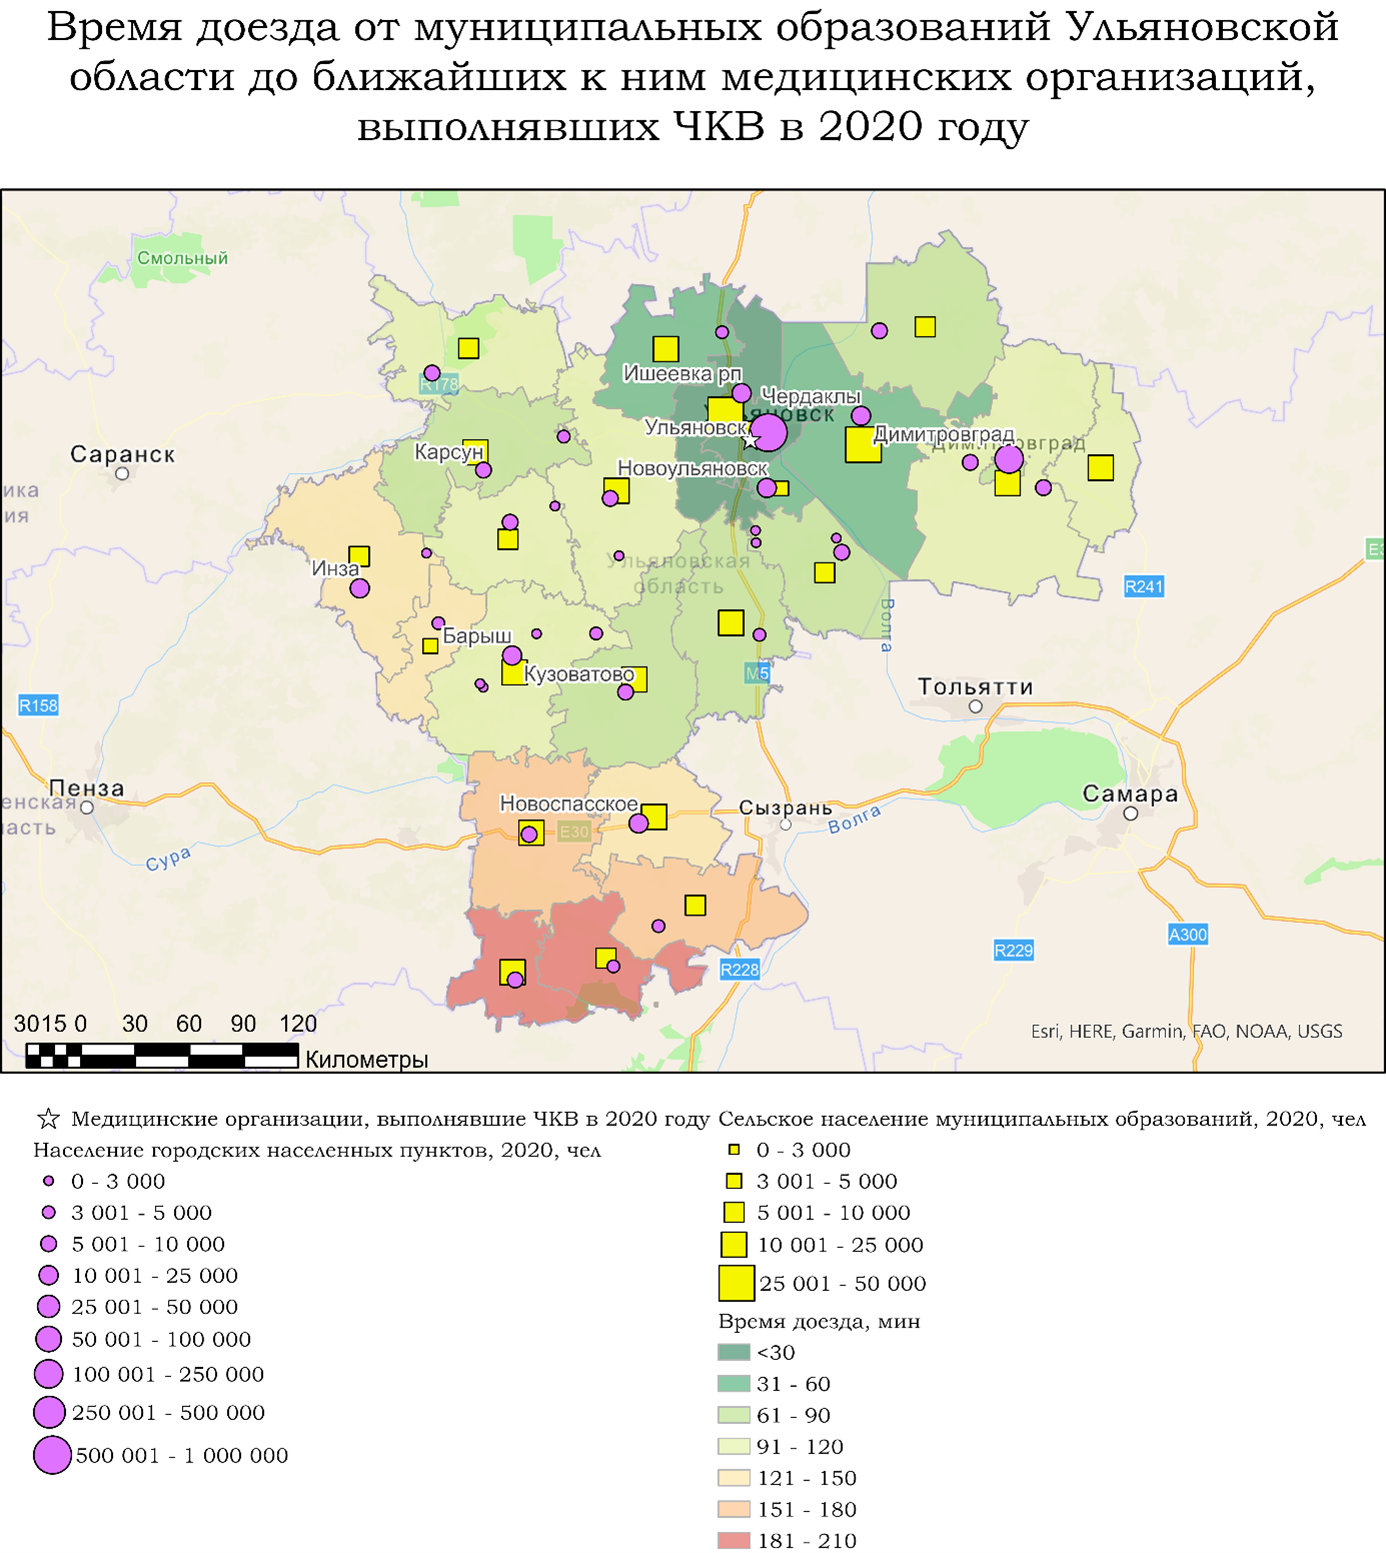 Время доезда от муниципальных образований Ульяновской
области до ближайших к ним медицинских организаций,
выполнявших ЧКВ в 2020 году
Смольный
Ишеевка рп
R178
Чердаклы
Ульяновск
Ульяновск
Димитровград
Димитровград
Карсун
Саранск
Новоульяновск
ика
ия
Ульяновская
область
E3
Инза
R241
Волга
Барыш
Кузоватово
M5
Тольятти
R158
Пенза
енская
ласть
Новоспасское
E30
Сызрань
Волга
Самара
Сура
A300
R229
R228
3015 0 30 60 90 120
Километры
Esri, HERE, Garmin, FAO, NOAA, USGS
Медицинские организации, выполнявшие ЧКВ в 2020 году
Население городских населенных пунктов, 2020, чел
0 - 3 000
3 001 - 5 000
5 001 - 10 000
10 001 - 25 000
25 001 - 50 000
50 001 - 100 000
100 001 - 250 000
250 001 - 500 000
500 001 - 1 000 000
Сельское население муниципальных образований, 2020, чел
0 - 3 000
3 001 - 5 000
5 001 - 10 000
10 001 - 25 000
25 001 - 50 000
Время доезда, мин
<30
31 - 60
61 - 90
91 - 120
121 - 150
151 - 180
181 - 210